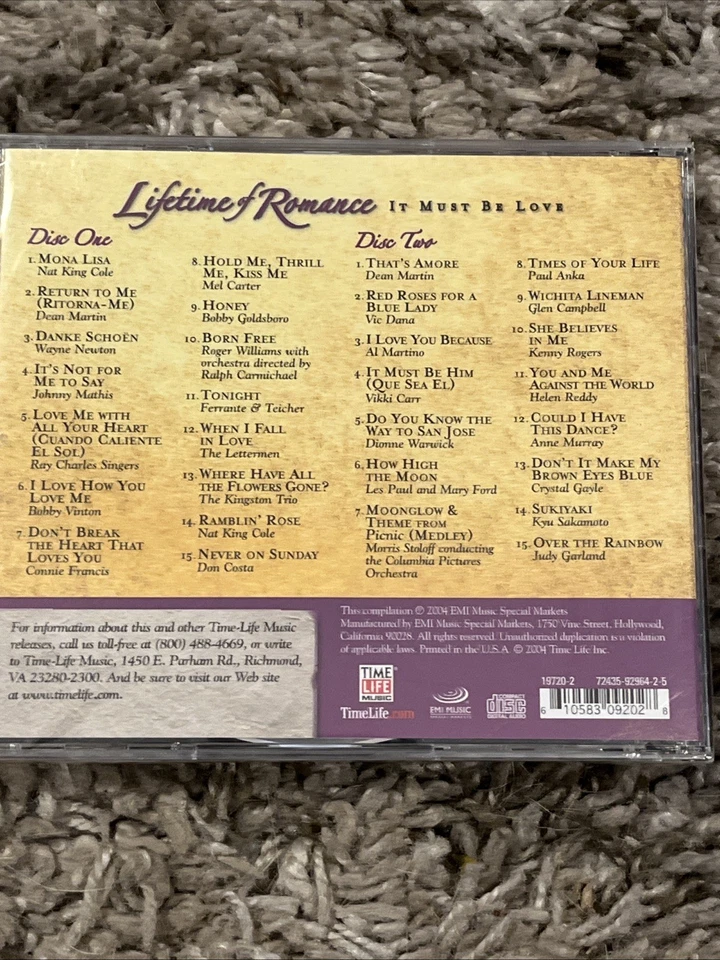 Lifetime of Romance IT MUST BE LOVE
Disc One
1. MONA LISA
Nat King Cole
2. RETURN TO ME
(RITORNA-ME)
Dean Martin
3. DANKE SCHOËN
Wayne Newton
4. IT'S NOT FOR
ME TO SAY
Johnny Mathis
5. LOVE ME WITH
ALL YOUR HEART
(CUANDO CALIENTE
EL SOL)
Ray Charles Singers
6. I LOVE HOW YOU
LOVE ME
Bobby Vinton
7. DON'T BREAK
THE HEART THAT
LOVES YOU
Connie Francis
8. HOLD ME, THRILL
ME, KISS ME
Mel Carter
9. HONEY
Bobby Goldsboro
10. BORN FREE
Roger Williams with
orchestra directed by
Ralph Carmichael
11. TONIGHT
Ferrante & Teicher
12. WHEN I FALL
IN LOVE
The Lettermen
13. WHERE HAVE ALL
THE FLOWERS GONE?
The Kingston Trio
14. RAMBLIN' ROSE
Nat King Cole
15. NEVER ON SUNDAY
Don Costa
Disc Two
1. THAT'S AMORE
Dean Martin
2. RED ROSES FOR A
BLUE LADY
Vic Dana
3. I LOVE YOU BECAUSE
Al Martino
4. IT MUST BE HIM
(QUE SEA EL)
Vikki Carr
5. DO YOU KNOW THE
WAY TO SAN JOSE
Dionne Warwick
6. HOW HIGH
THE MOON
Les Paul and Mary Ford
7. MOONGLOW &
THEME FROM
PICNIC (MEDLEY)
Morris Stoloff conducting
the Columbia Pictures
Orchestra
8. TIMES OF YOUR LIFE
Paul Anka
9. WICHITA LINEMAN
Glen Campbell
10. SHE BELIEVES
IN ME
Kenny Rogers
11. YOU AND ME
AGAINST THE WORLD
Helen Reddy
12. COULD I HAVE
THIS DANCE?
Anne Murray
13. DON'T IT MAKE MY
BROWN EYES BLUE
Crystal Gayle
14. SUKIYAKI
Kyu Sakamoto
15. OVER THE RAINBOW
Judy Garland
For information about this and other Time-Life Music
releases, call us toll-free at (800) 488-4669, or write
to Time-Life Music, 1450 E. Parham Rd., Richmond,
VA 23280-2300. And be sure to visit our Web site
at www.timelife.com.
This compilation ℗ 2004 EMI Music Special Markets
Manufactured by EMI Music Special Markets, 1750 Vine Street, Hollywood,
California 90028. All rights reserved. Unauthorized duplication is a violation
of applicable laws. Printed in the U.S.A. © 2004 Time Life Inc.
TIME
LIFE
MUSIC
TimeLife.com
EMI MUSIC
COMPACT
disc
DIGITAL AUDIO
19720-2 72435-92964-2-5
6 10583 09202 8